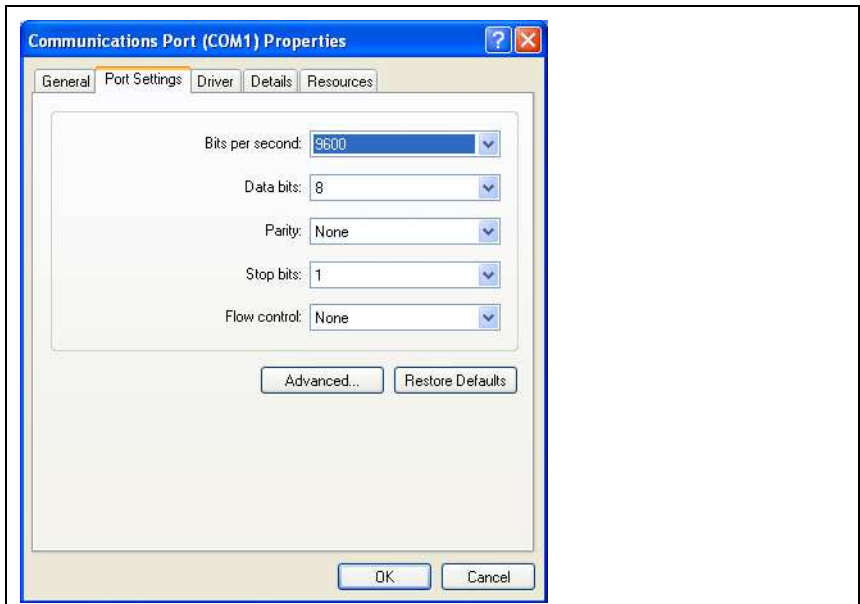 Communications Port (COM1) Properties
General Port Settings Driver Details Resources
Bits per second: 9600
Data bits: 8
Parity: None
Stop bits: 1
Flow control: None
Advanced... Restore Defaults
OK Cancel